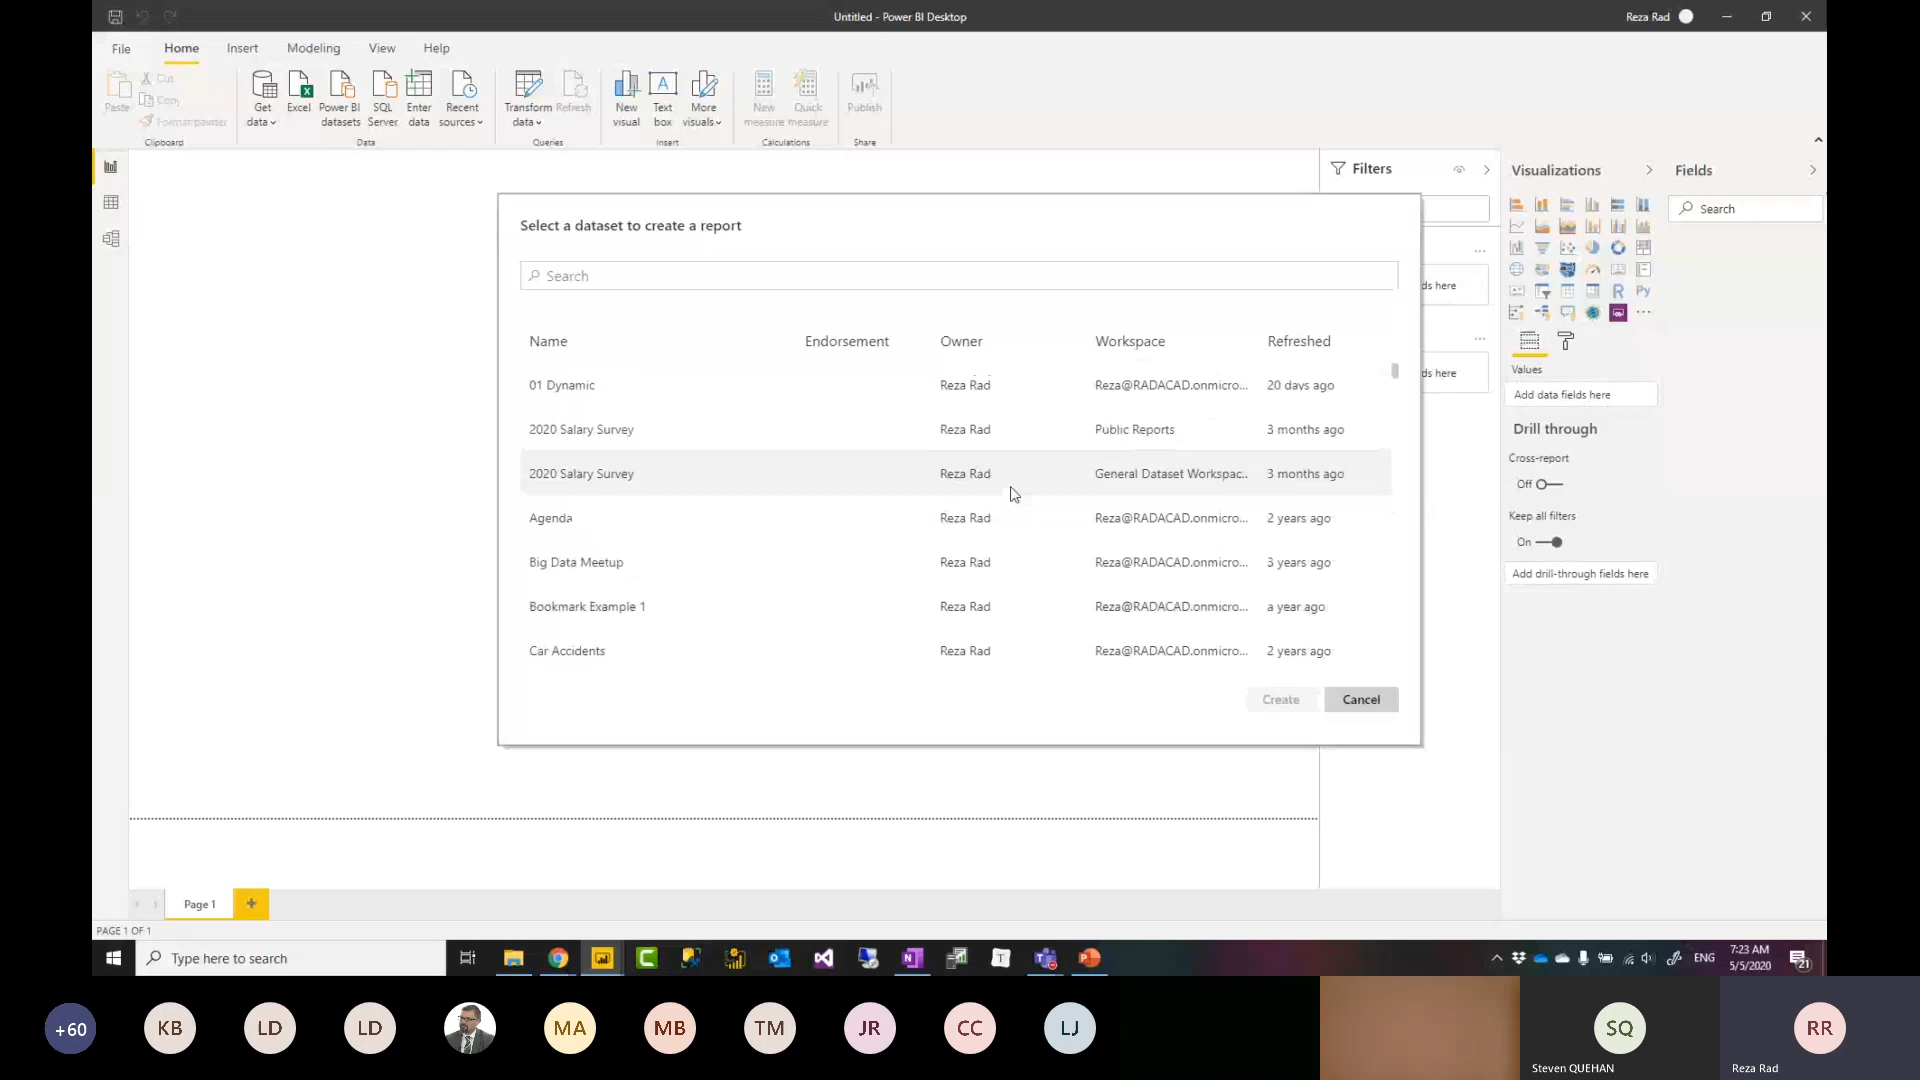 Untitled - Power BI Desktop
Reza Rad
File Home Insert Modeling View Help
Paste
Cut
Copy
Format painter
Clipboard
Get data
Excel
Power BI datasets
SQL Server
Enter data
Recent sources
Data
Transform data
Refresh
Queries
New visual
Text box
More visuals
Insert
New measure
Quick measure
Calculations
Publish
Share
Filters
ds here
ds here
Visualizations
Fields
Search
Values
Add data fields here
Drill through
Cross-report
Off
Keep all filters
On
Add drill-through fields here
Select a dataset to create a report
Search
Name Endorsement Owner Workspace Refreshed
01 Dynamic Reza Rad Reza@RADACAD.onmicro... 20 days ago
2020 Salary Survey Reza Rad Public Reports 3 months ago
2020 Salary Survey Reza Rad General Dataset Workspac... 3 months ago
Agenda Reza Rad Reza@RADACAD.onmicro... 2 years ago
Big Data Meetup Reza Rad Reza@RADACAD.onmicro... 3 years ago
Bookmark Example 1 Reza Rad Reza@RADACAD.onmicro... a year ago
Car Accidents Reza Rad Reza@RADACAD.onmicro... 2 years ago
Create Cancel
Page 1
PAGE 1 OF 1
Type here to search
ENG
7:23 AM
5/5/2020
21
+60 KB LD LD MA MB TM JR CC LJ SQ RR
Steven QUEHAN
Reza Rad